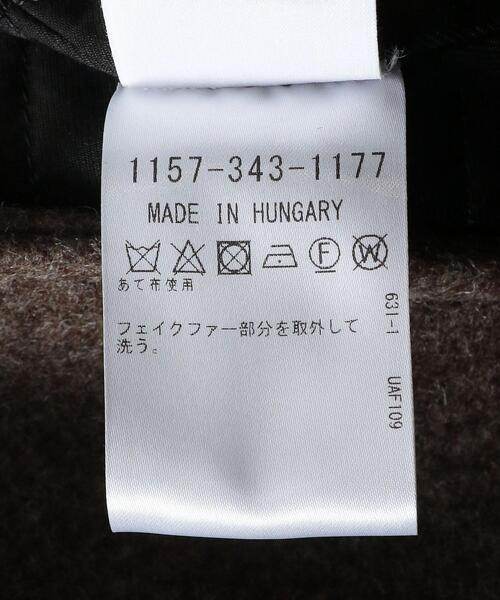 1157-343-1177
MADE IN HUNGARY
F W
あて布使用
フェイクファー部分を取外して
洗う。
631-1
UAF109